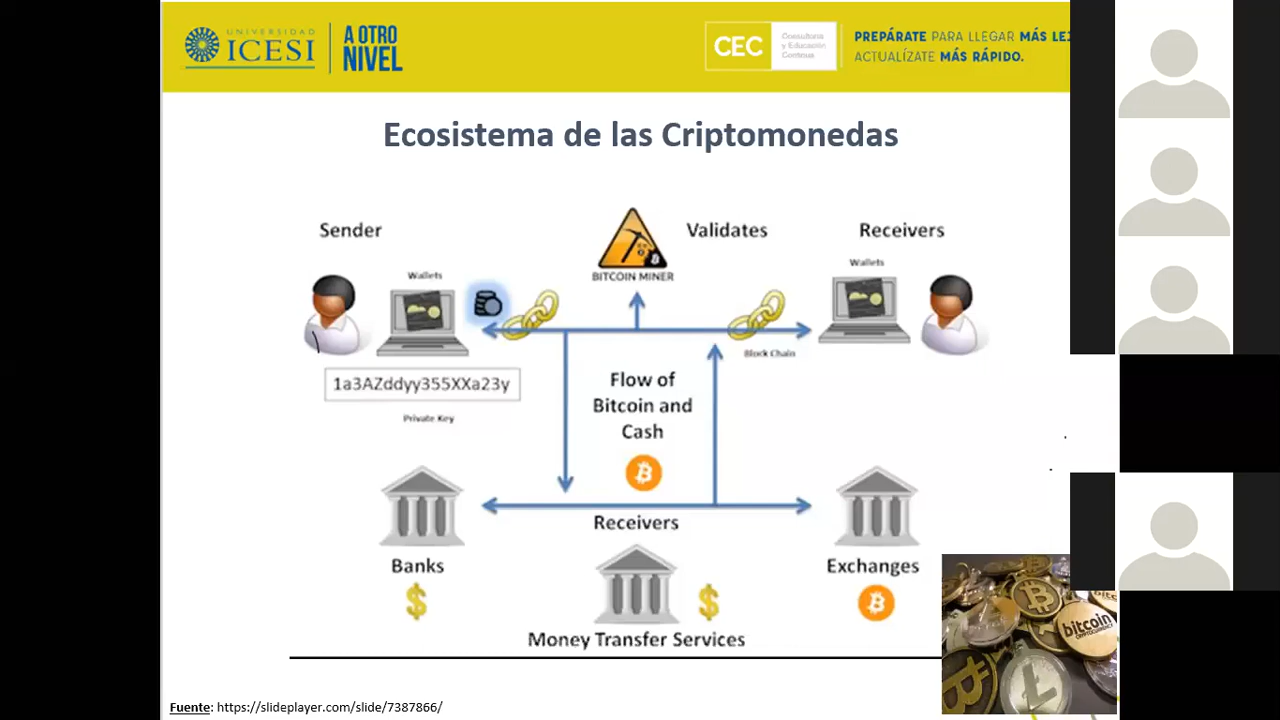 UNIVERSIDAD
ICESI
A OTRO
NIVEL
CEC
Consultoría
y Educación
Continua
PREPÁRATE PARA LLEGAR MÁS LE
ACTUALÍZATE MÁS RÁPIDO.
Ecosistema de las Criptomonedas
Sender
Validates
Receivers
Wallets
BITCOIN MINER
Wallets
Block Chain
1a3AZddyy355XXa23y
Private Key
Flow of
Bitcoin and
Cash
Receivers
Banks
Exchanges
Money Transfer Services
bitcoin
CRYPTOCURRENCY
Fuente: https://slideplayer.com/slide/7387866/